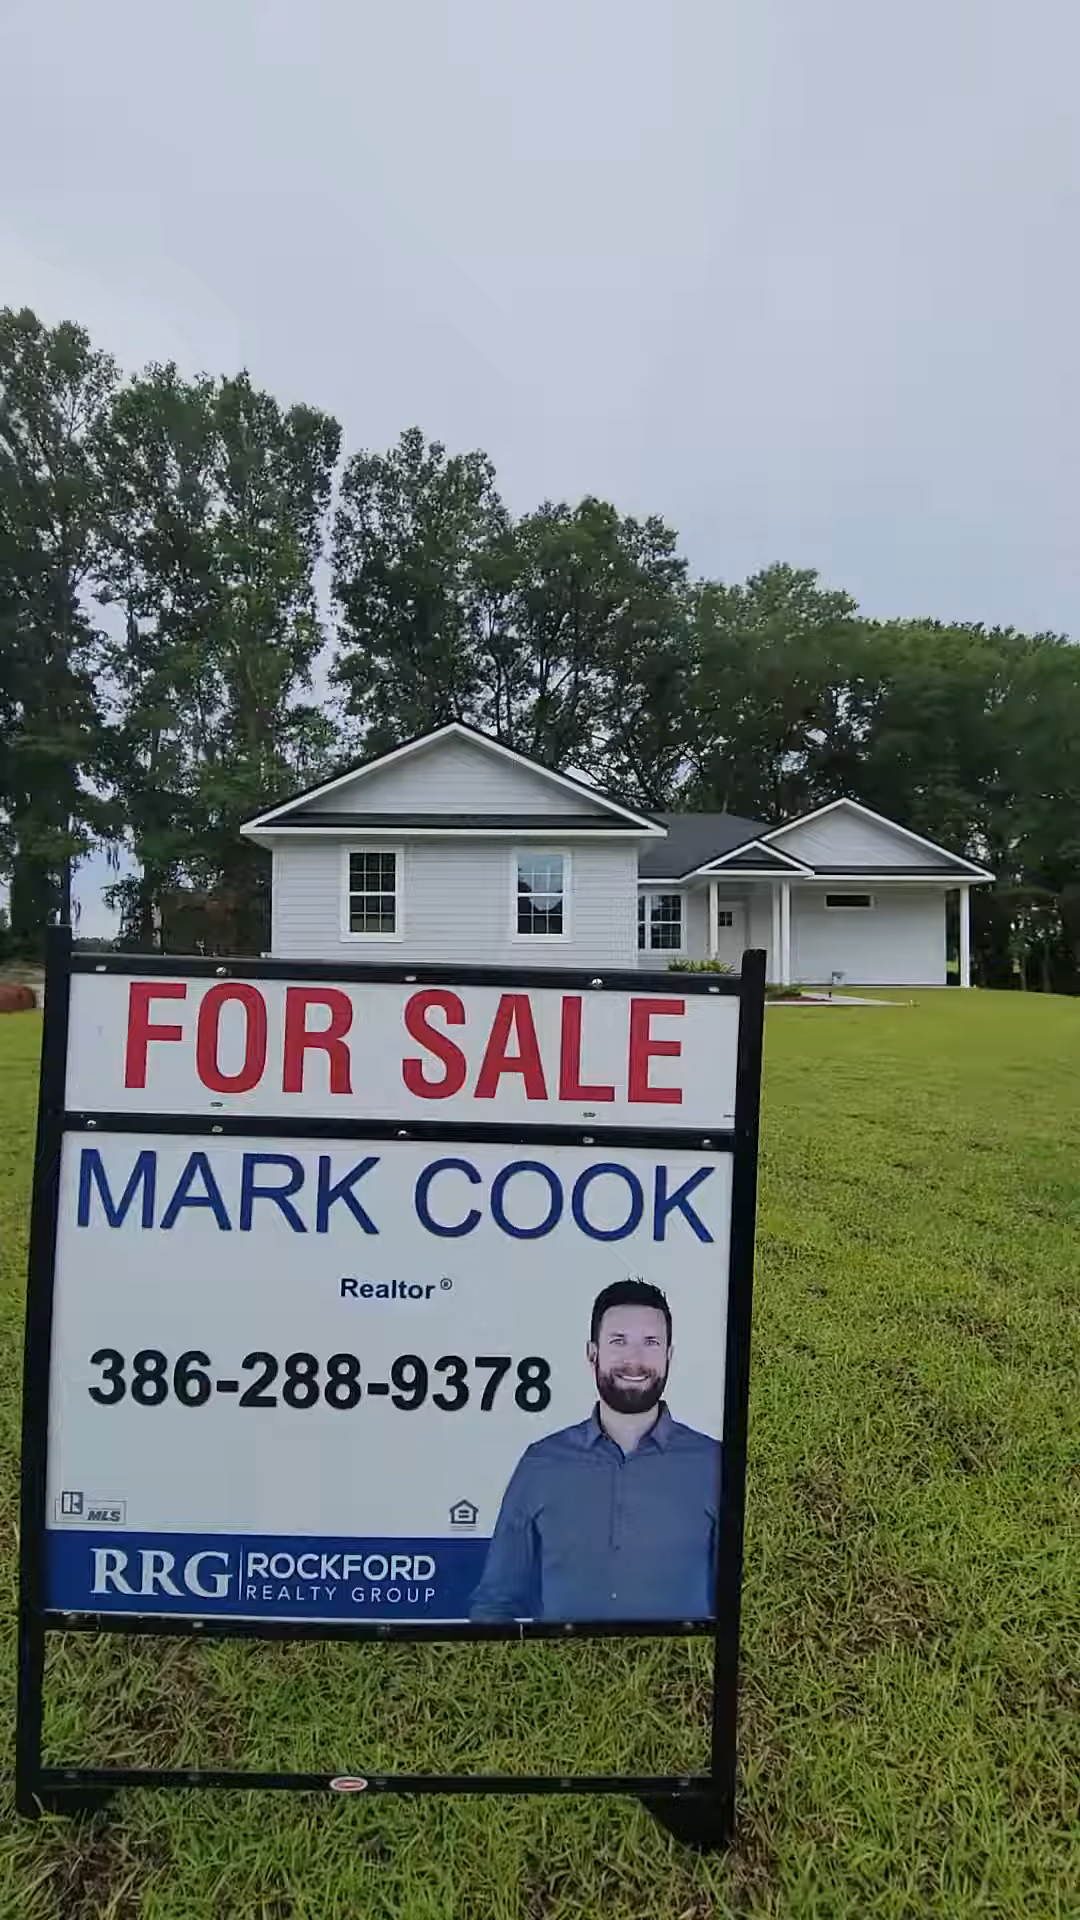 FOR SALE
MARK COOK
Realtor®
386-288-9378
R MLS
RRG ROCKFORD
REALTY GROUP